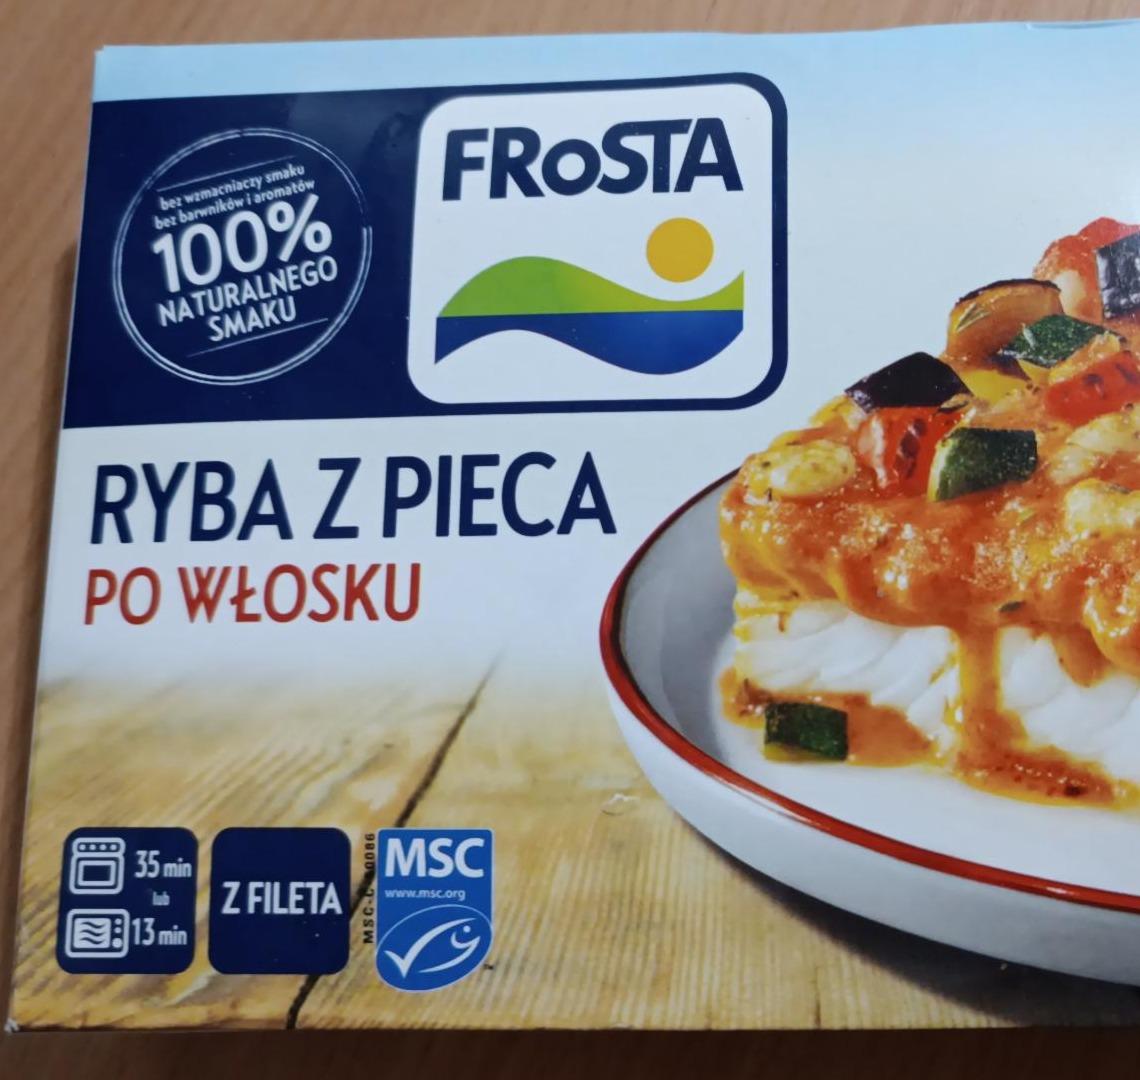 bez wzmacniaczy smaku
bez barwników i aromatów
100%
NATURALNEGO
SMAKU
FRoSTA
RYBA Z PIECA
PO WŁOSKU
35 min
lub
13 min
Z FILETA
MSC
www.msc.org